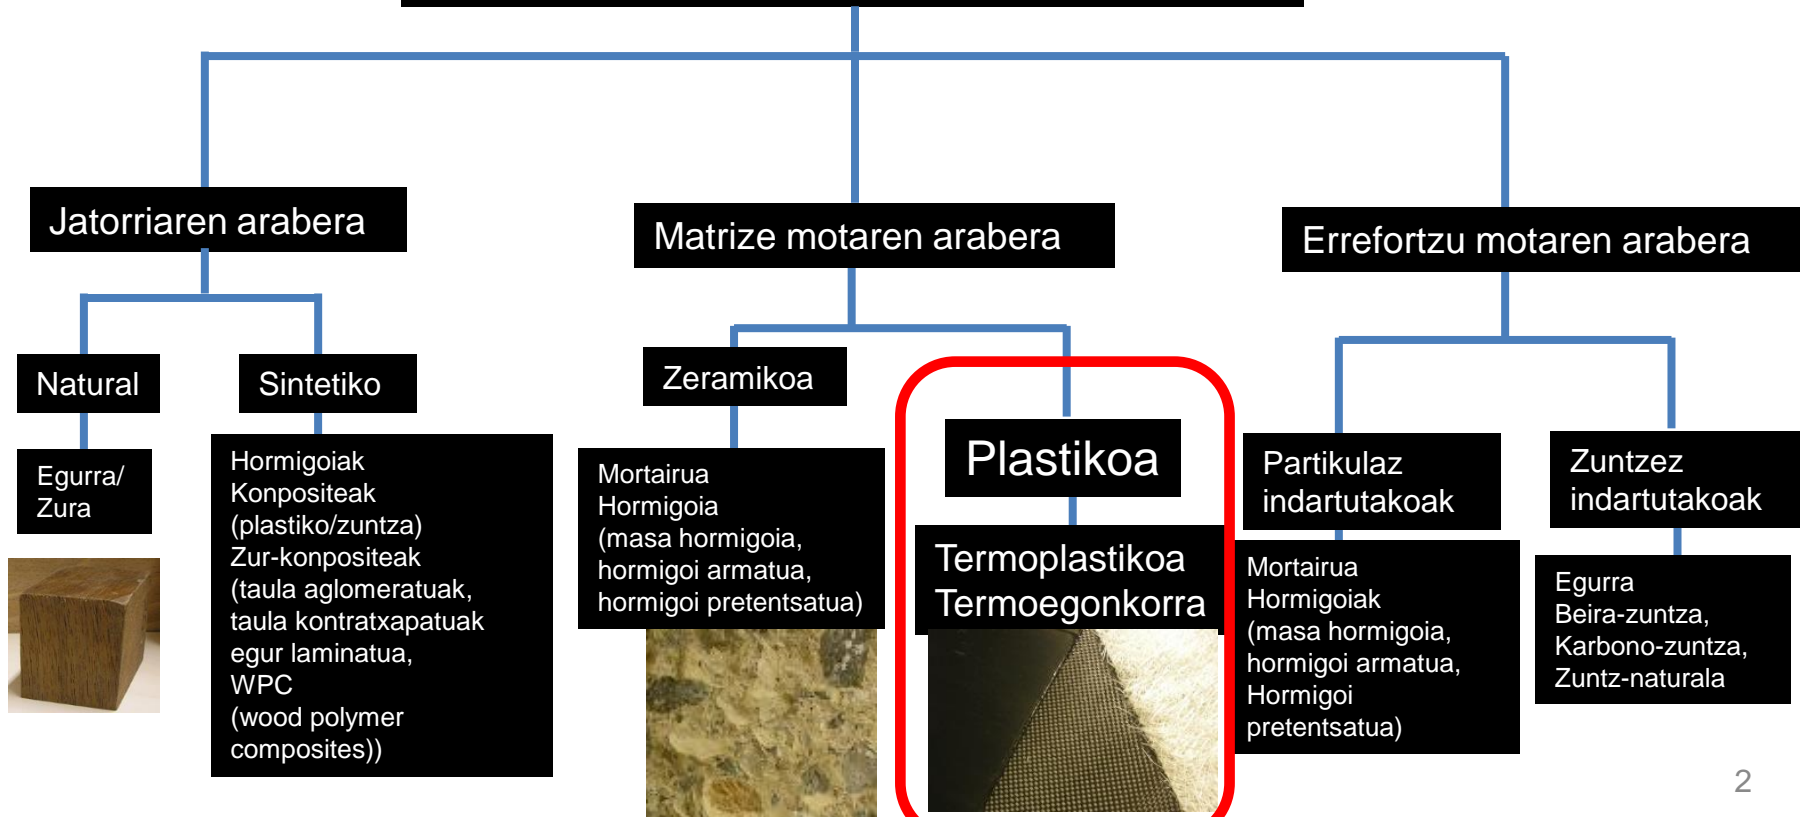 Jatorriaren arabera
Matrize motaren arabera
Errefortzu motaren arabera
Natural
Sintetiko
Zeramikoa
Plastikoa
Partikulaz
indartutakoak
Zuntzez
indartutakoak
Egurra/
Zura
Hormigoiak
Konpositeak
(plastiko/zuntza)
Zur-konpositeak
(taula aglomeratuak,
taula kontratxapatuak
egur laminatua,
WPC
(wood polymer
composites))
Mortairua
Hormigoia
(masa hormigoia,
hormigoi armatua,
hormigoi pretentsatua)
Termoplastikoa
Termoegonkorra
Mortairua
Hormigoiak
(masa hormigoia,
hormigoi armatua,
Hormigoi
pretentsatua)
Egurra
Beira-zuntza,
Karbono-zuntza,
Zuntz-naturala
2